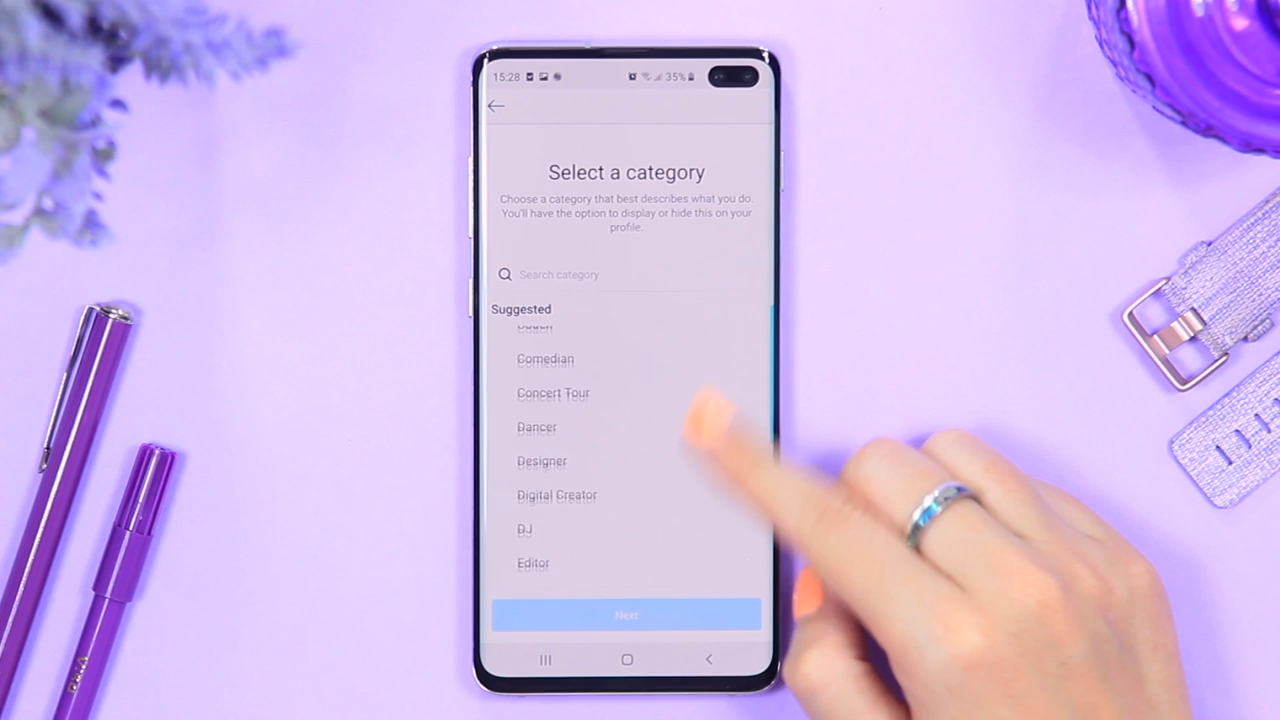 15:28 35%
Select a category
Choose a category that best describes what you do.
You'll have the option to display or hide this on your
profile.
Search category
Suggested
Comedian
Concert Tour
Dancer
Designer
Digital Creator
DJ
Editor
Next